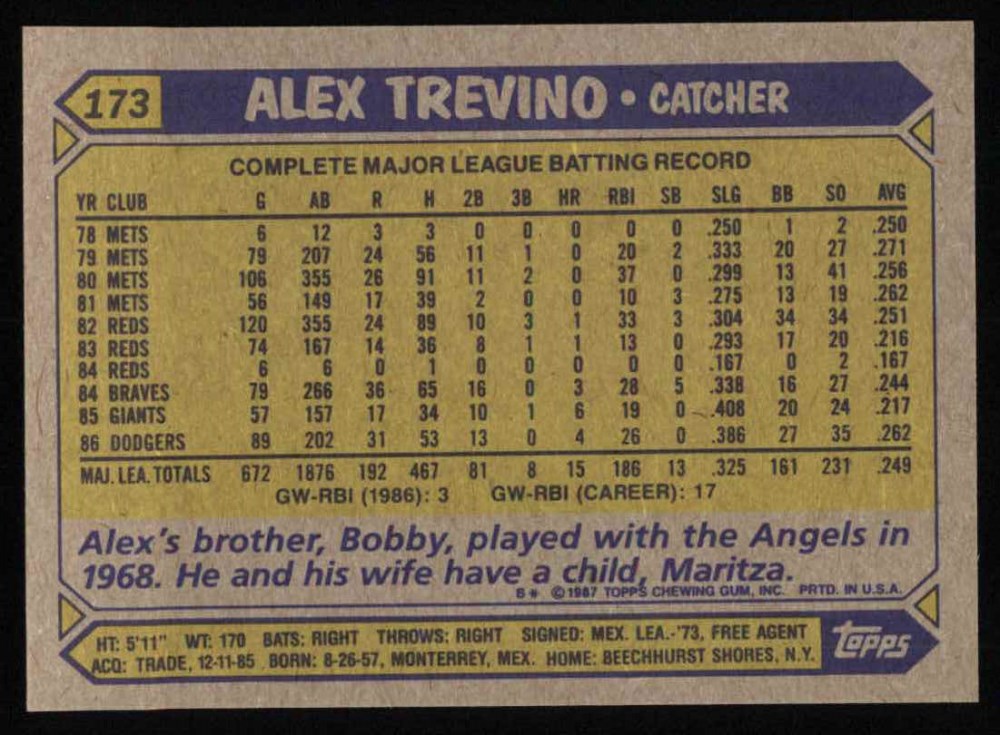 173 ALEX TREVINO • CATCHER
COMPLETE MAJOR LEAGUE BATTING RECORD
YR CLUB G AB R H 2B 3B HR RBI SB SLG BB SO AVG
78 METS 6 12 3 3 0 0 0 0 0 .250 1 2 .250
79 METS 79 207 24 56 11 1 0 20 2 .333 20 27 .271
80 METS 106 355 26 91 11 2 0 37 0 .299 13 41 .256
81 METS 56 149 17 39 2 0 0 10 3 .275 13 19 .262
82 REDS 120 355 24 89 10 3 1 33 3 .304 34 34 .251
83 REDS 74 167 14 36 8 1 1 13 0 .293 17 20 .216
84 REDS 6 6 0 1 0 0 0 0 0 .167 0 2 .167
84 BRAVES 79 266 36 65 16 0 3 28 5 .338 16 27 .244
85 GIANTS 57 157 17 34 10 1 6 19 0 .408 20 24 .217
86 DODGERS 89 202 31 53 13 0 4 26 0 .386 27 35 .262
MAJ. LEA. TOTALS 672 1876 192 467 81 8 15 186 13 .325 161 231 .249
GW-RBI (1986): 3 GW-RBI (CAREER): 17
Alex's brother, Bobby, played with the Angels in
1968. He and his wife have a child, Maritza.
B* ©1987 TOPPS CHEWING GUM, INC. PRTD. IN U.S.A.
HT: 5'11" WT: 170 BATS: RIGHT THROWS: RIGHT SIGNED: MEX. LEA.-'73, FREE AGENT
ACQ: TRADE, 12-11-85 BORN: 8-26-57, MONTERREY, MEX. HOME: BEECHHURST SHORES, N.Y.
Topps